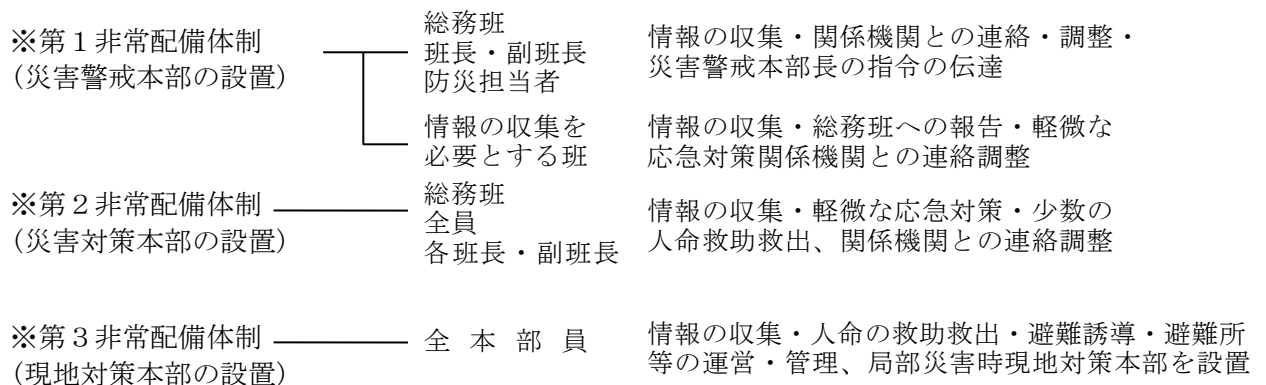 ※第１非常配備体制
(災害警戒本部の設置)
総務班
班長・副班長
防災担当者
情報の収集・関係機関との連絡・調整・
災害警戒本部長の指令の伝達
情報の収集を
必要とする班
情報の収集・総務班への報告・軽微な
応急対策関係機関との連絡調整
※第２非常配備体制
(災害対策本部の設置)
総務班
全員
各班長・副班長
情報の収集・軽微な応急対策・少数の
人命救助救出、関係機関との連絡調整
※第３非常配備体制
(現地対策本部の設置)
全本部員
情報の収集・人命の救助救出・避難誘導・避難所
等の運営・管理、局部災害時現地対策本部を設置